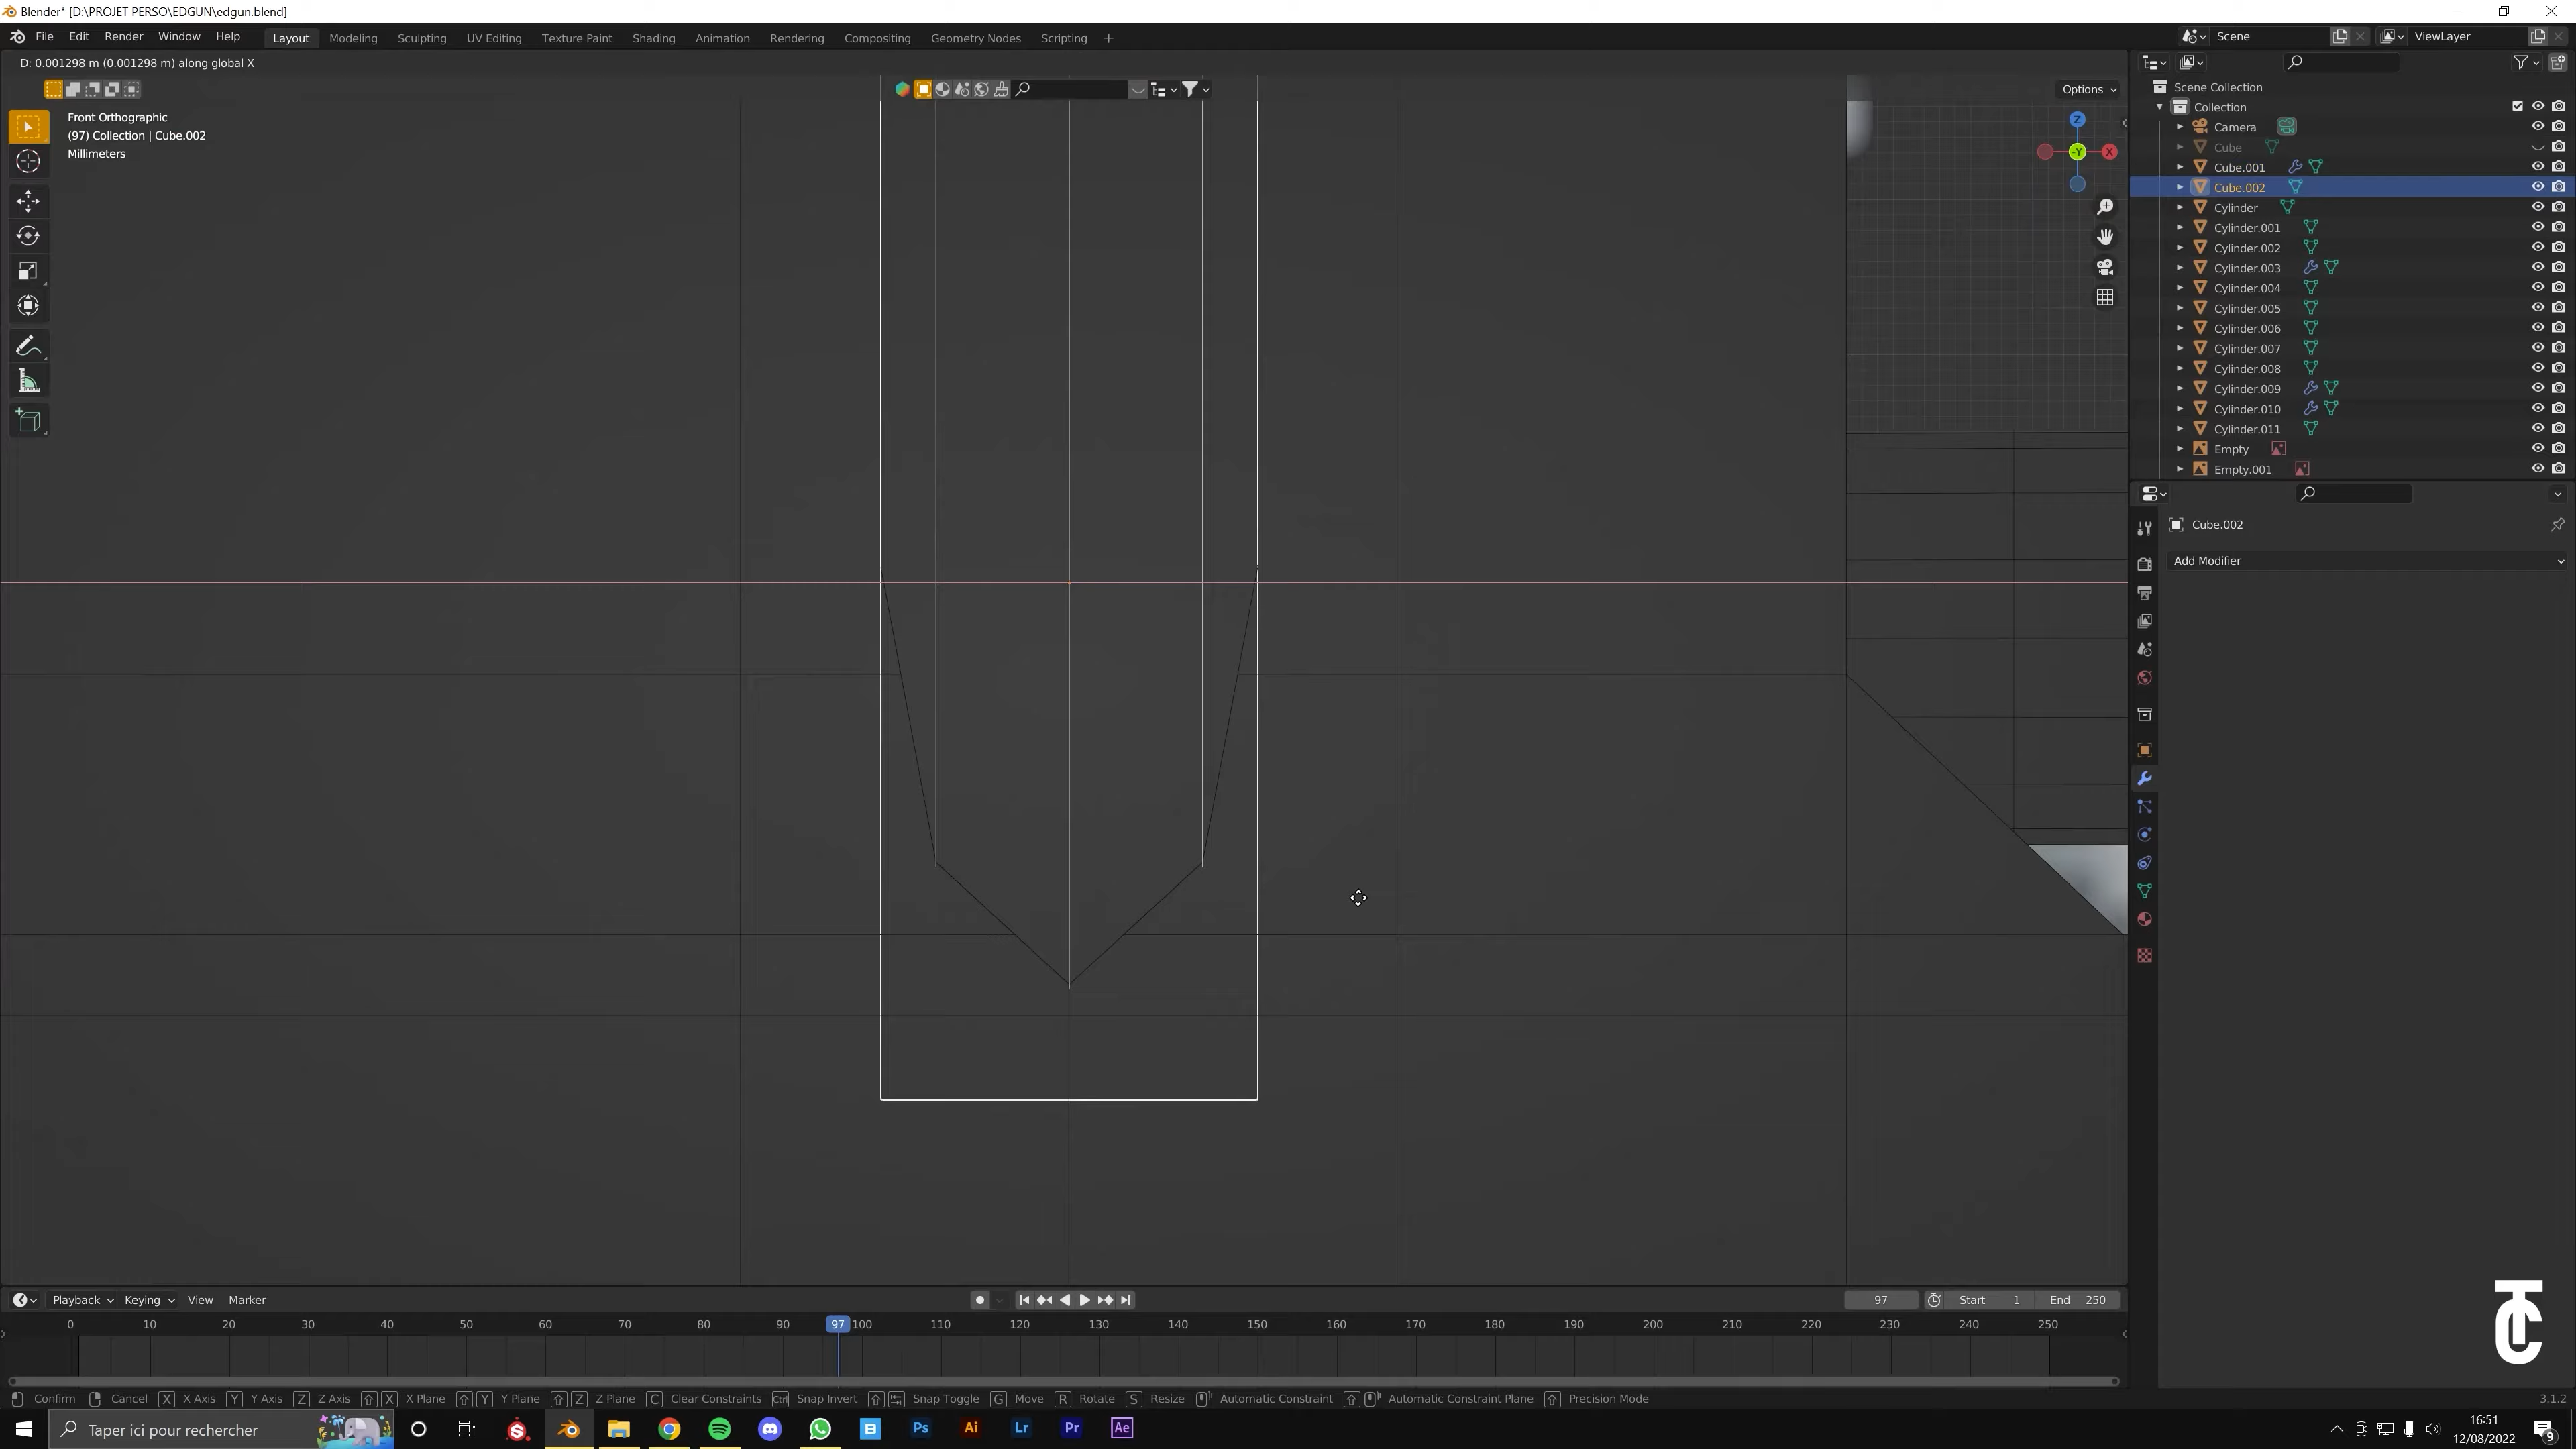 Blender* [D:\PROJET PERSO\EDGUN\edgun.blend]
File Edit Render Window Help Layout Modeling Sculpting UV Editing Texture Paint Shading Animation Rendering Compositing Geometry Nodes Scripting + Scene ViewLayer
D: 0.001298 m (0.001298 m) along global X
Options
Front Orthographic
(97) Collection | Cube.002
Millimeters
Z
-Y
X
Scene Collection
Collection
Camera
Cube
Cube.001
Cube.002
Cylinder
Cylinder.001
Cylinder.002
Cylinder.003
Cylinder.004
Cylinder.005
Cylinder.006
Cylinder.007
Cylinder.008
Cylinder.009
Cylinder.010
Cylinder.011
Empty
Empty.001
Cube.002
Add Modifier
Playback Keying View Marker 97 Start 1 End 250
0 10 20 30 40 50 60 70 80 90 97 100 110 120 130 140 150 160 170 180 190 200 210 220 230 240 250
Confirm Cancel X X Axis Y Y Axis Z Z Axis X X Plane Y Y Plane Z Z Plane C Clear Constraints Ctrl Snap Invert Snap Toggle G Move R Rotate S Resize Automatic Constraint Automatic Constraint Plane Precision Mode 3.1.2
Taper ici pour rechercher Ps Ai Lr Pr Ae 16:51
12/08/2022 9